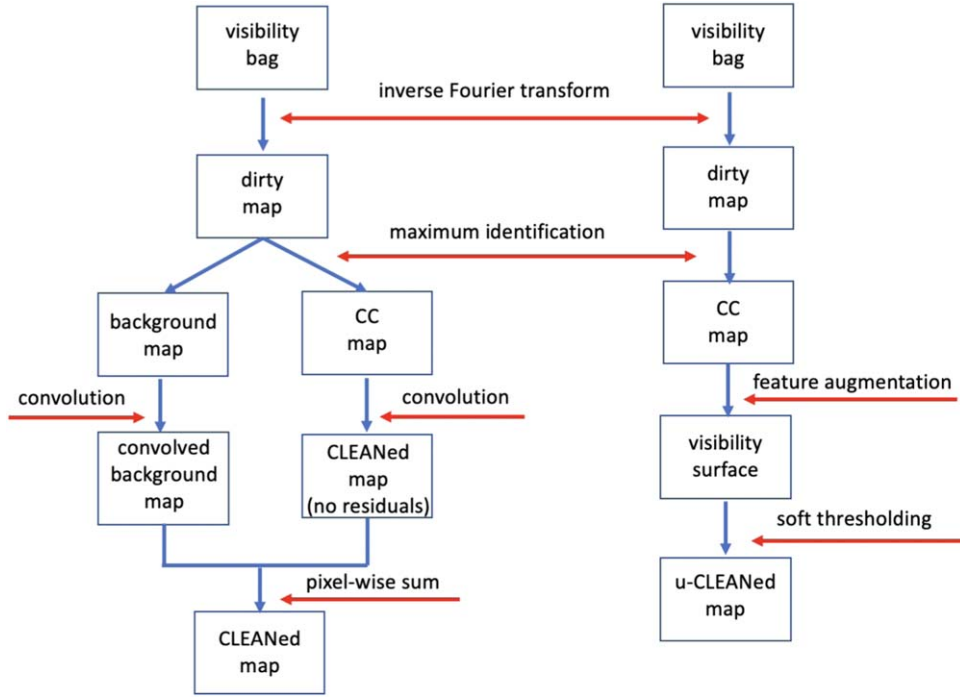 visibility
bag
visibility
bag
inverse Fourier transform
dirty
map
dirty
map
maximum identification
background
map
CC
map
CC
map
convolution
convolution
feature augmentation
convolved
background
map
CLEANed
map
(no residuals)
visibility
surface
soft thresholding
pixel-wise sum
u-CLEANed
map
CLEANed
map